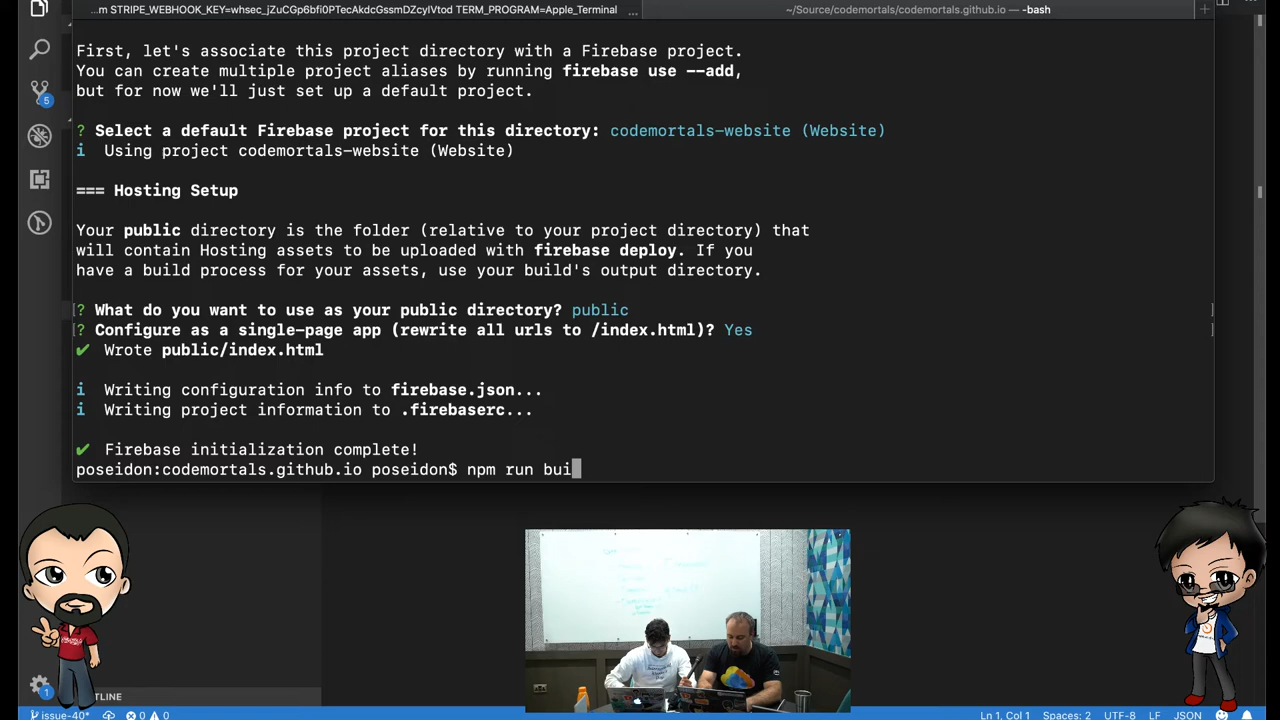 ...m STRIPE_WEBHOOK_KEY=whsec_jZuCGp6bfi0PTecAkdcGssmDZcyIVtod TERM_PROGRAM=Apple_Terminal ...
~/Source/codemortals/codemortals.github.io — -bash
First, let's associate this project directory with a Firebase project.
You can create multiple project aliases by running firebase use --add,
but for now we'll just set up a default project.
? Select a default Firebase project for this directory: codemortals-website (Website)
i Using project codemortals-website (Website)
=== Hosting Setup
Your public directory is the folder (relative to your project directory) that
will contain Hosting assets to be uploaded with firebase deploy. If you
have a build process for your assets, use your build's output directory.
? What do you want to use as your public directory? public
? Configure as a single-page app (rewrite all urls to /index.html)? Yes
✔ Wrote public/index.html
i Writing configuration info to firebase.json...
i Writing project information to .firebaserc...
✔ Firebase initialization complete!
poseidon:codemortals.github.io poseidon$ npm run bui
5
1
TLINE
issue-40* 0 0
Ln 1, Col 1 Spaces: 2 UTF-8 LF JSON